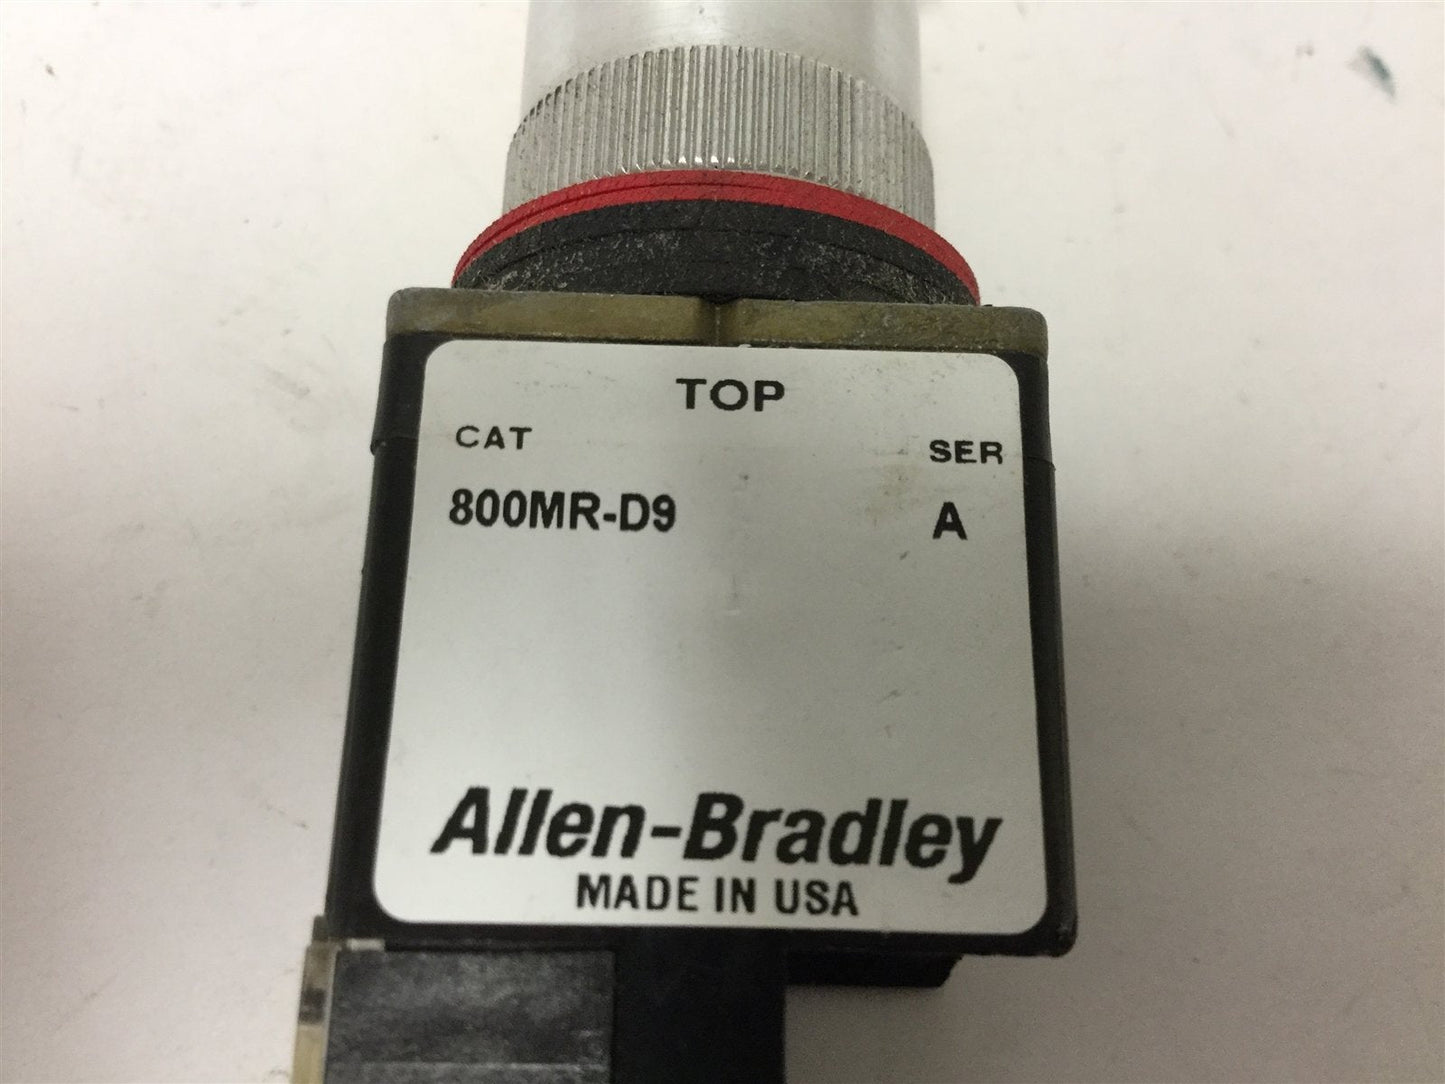 TOP
CAT SER
800MR-D9 A
Allen-Bradley
MADE IN USA